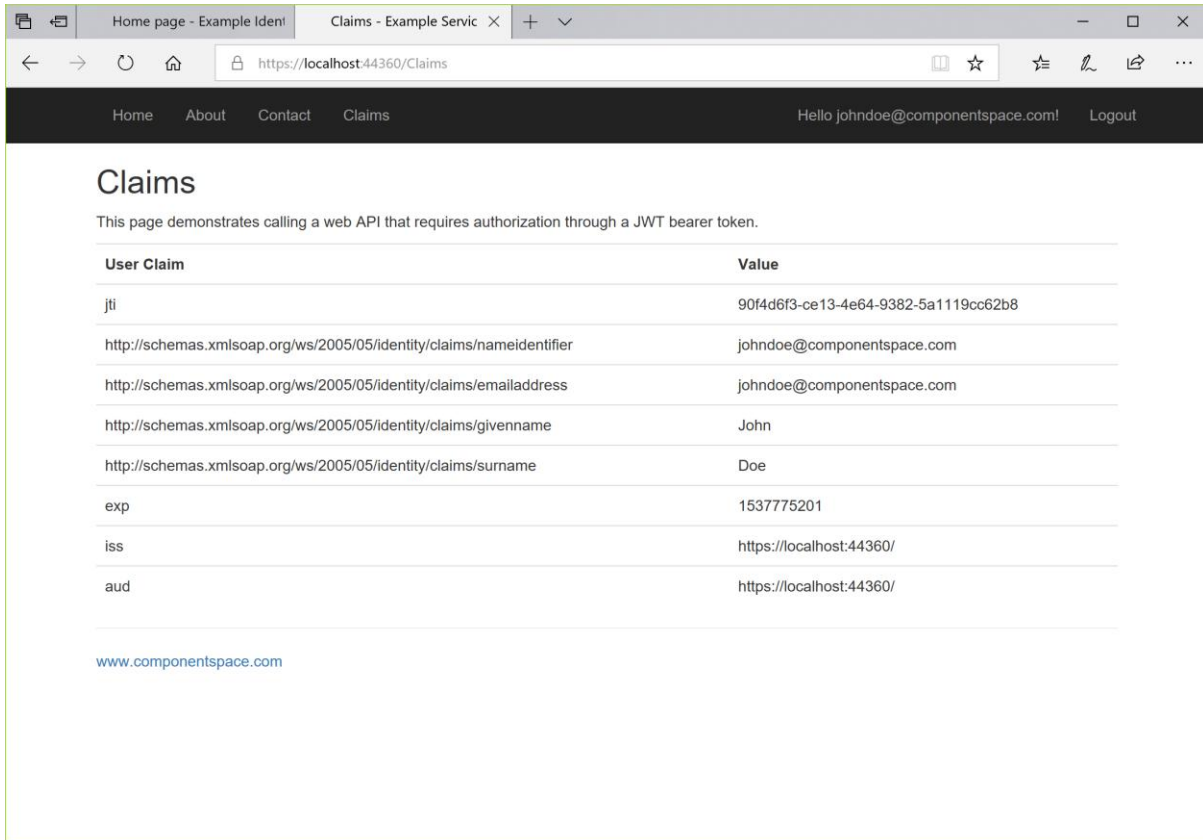 Home page - Example Ident
Claims - Example Servic
https://localhost:44360/Claims
Home About Contact Claims Hello johndoe@componentspace.com! Logout
Claims
This page demonstrates calling a web API that requires authorization through a JWT bearer token.
User Claim Value
jti 90f4d6f3-ce13-4e64-9382-5a1119cc62b8
http://schemas.xmlsoap.org/ws/2005/05/identity/claims/nameidentifier johndoe@componentspace.com
http://schemas.xmlsoap.org/ws/2005/05/identity/claims/emailaddress johndoe@componentspace.com
http://schemas.xmlsoap.org/ws/2005/05/identity/claims/givenname John
http://schemas.xmlsoap.org/ws/2005/05/identity/claims/surname Doe
exp 1537775201
iss https://localhost:44360/
aud https://localhost:44360/
www.componentspace.com